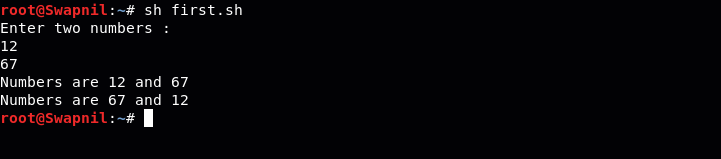 root@Swapnil:~# sh first.sh
Enter two numbers :
12
67
Numbers are 12 and 67
Numbers are 67 and 12
root@Swapnil:~#